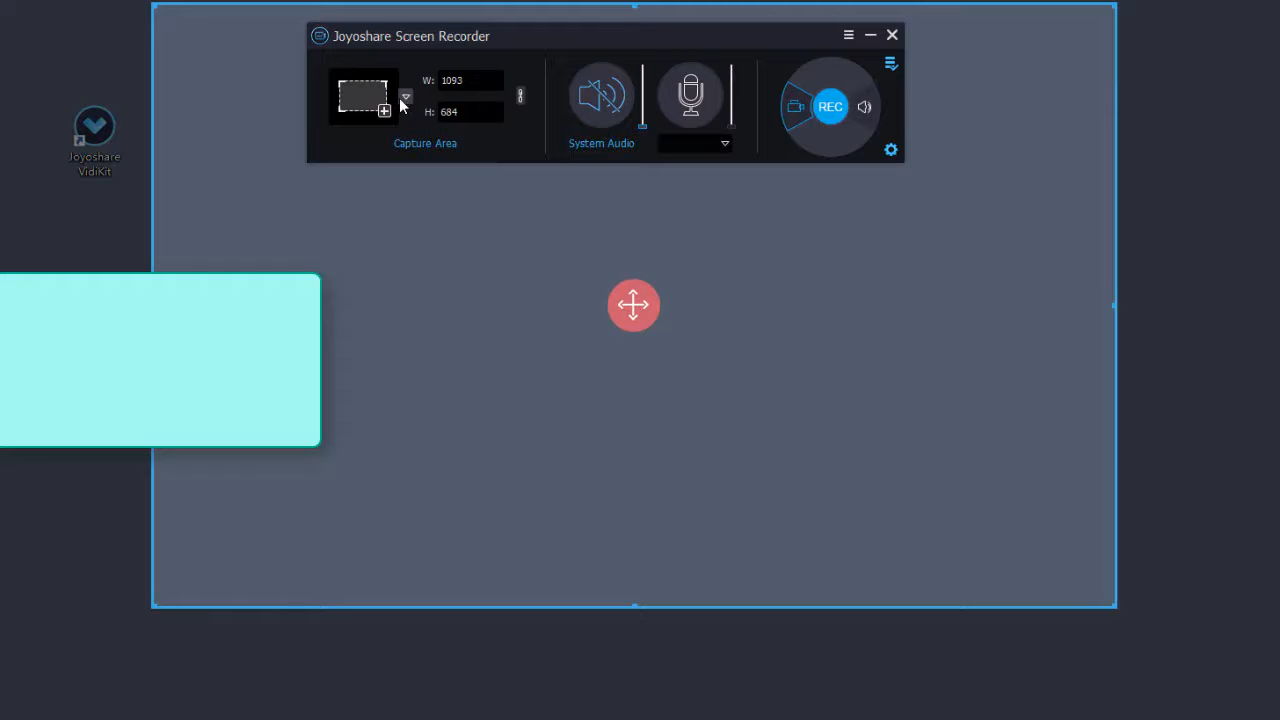 Joyoshare Screen Recorder
W: 1093
H: 684
Capture Area
System Audio
REC
Joyoshare
VidiKit